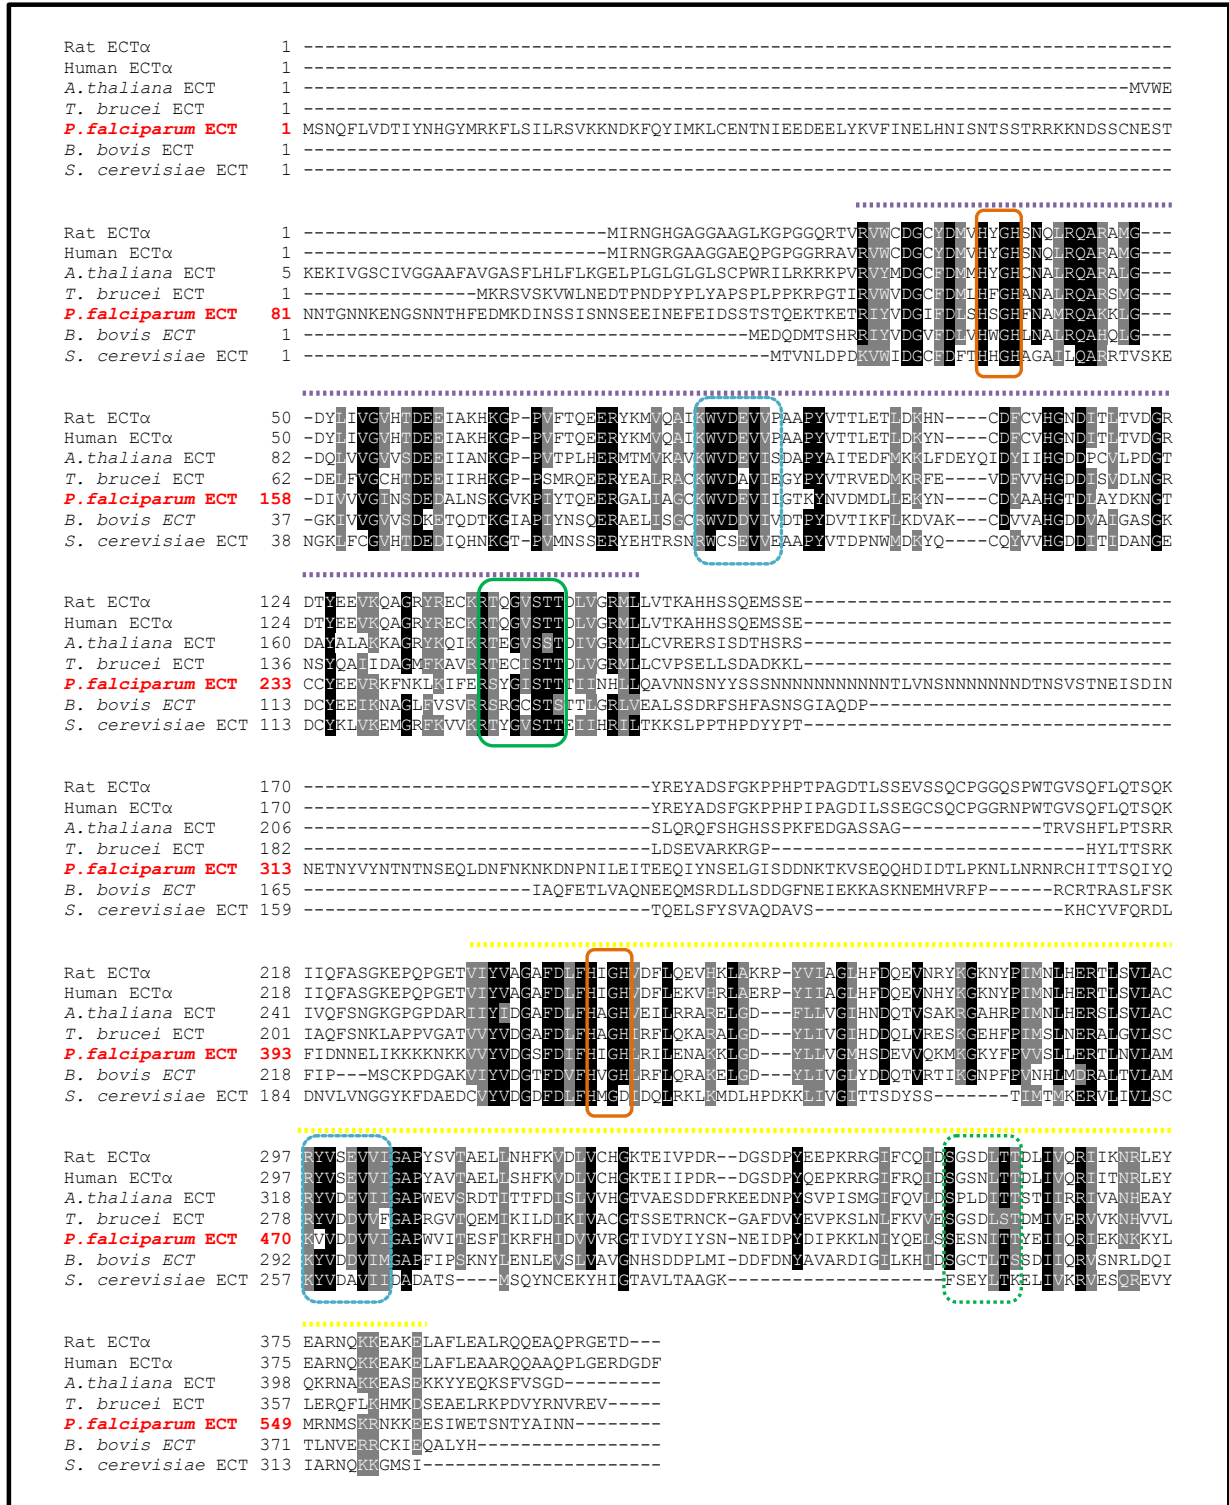 Rat ECTα 1 --------------------------------------------------------------------------------
Human ECTα 1 --------------------------------------------------------------------------------
A.thaliana ECT 1 ----------------------------------------------------------------------------MVWE
T. brucei ECT 1 --------------------------------------------------------------------------------
P.falciparum ECT 1 MSNQFLVDTIYNHGYMRKFLSILRSVKKNDKFQYIMKLCENTNIEEDEELYKVFINELHNISNTSSTRRKKNDSSCNEST
B. bovis ECT 1 --------------------------------------------------------------------------------
S. cerevisiae ECT 1 --------------------------------------------------------------------------------
Rat ECTα 1 ----------------------------MIRNGHGAGGAAGLKGPGGQRTVRVWCDGCYDMVHYGHSNQLRQARAMG---
Human ECTα 1 ----------------------------MIRNGRGAAGGAEQPGPGGRRAVRVWCDGCYDMVHYGHSNQLRQARAMG---
A.thaliana ECT 5 KEKIVGSCIVGGAAFAVGASFLHLFLKGELPLGLGLGLSCPWRILRKRKPVRVYMDGCFDMMHYGHCNALRQARALG---
T. brucei ECT 1 ----------------MKRSVSKVWLNEDTPNDPYPLYAPSPLPPKRPGTIRVWVDGCFDMLHFGHANALRQARSMG---
P.falciparum ECT 81 NNTGNNKENGSNNTHFEDMKDINSSISNNSEEINEFEIDSSTSTQEKTKETRIYVDGIFDLSHSGHFNAMRQAKKLG---
B. bovis ECT 1 -----------------------------------------MEDQDMTSHRRIYVDGVFDLVHWGHLNALRQAHQLG---
S. cerevisiae ECT 1 -------------------------------------------MTVNLDPDKVWIDGCFDFTHHGHAGAILQARRTVSKE
Rat ECTα 50 -DYLIVGVHTDEEIAKHKGP-PVFTQEERYKMVQAIKWVDEVVPAAPYVTTLETLDKHN----CDFCVHGNDITLTVDGR
Human ECTα 50 -DYLIVGVHTDEEIAKHKGP-PVFTQEERYKMVQAIKWVDEVVPAAPYVTTLETLDKYN----CDFCVHGNDITLTVDGR
A.thaliana ECT 82 -DQLVVGVVSDEEIIANKGP-PVTPLHERMTMVKAVKWVDEVISDAPYAITEDFMKKLFDEYQIDYIIHGDDPCVLPDGT
T. brucei ECT 62 -DELFVGCHTDEEIIRHKGP-PSMRQEERYEALRACKWVDAVIEGYPYVTRVEDMKRFE----VDFVVHGDDISVDLNGR
P.falciparum ECT 158 -DIVVVGINSDEDALNSKGVKPIYTQEERGALIAGCKWVDEVIIGTKYNVDMDLLEKYN----CDYAAHGTDLAYDKNGT
B. bovis ECT 37 -GKIVVGVVSDKETQDTKGIAPIYNSQERAELISGCRWVDDVIVDTPYDVTIKFLKDVAK---CDVVAHGDDVAIGASGK
S. cerevisiae ECT 38 NGKLFCGVHTDEDIQHNKGT-PVMNSSERYEHTRSNRWCSEVVEAAPYVTDPNWMDKYQ----CQYVVHGDDITIDANGE
Rat ECTα 124 DTYEEVKQAGRYRECKRTQGVSTTDLVGRMLLVTKAHHSSQEMSSE----------------------------------
Human ECTα 124 DTYEEVKQAGRYRECKRTQGVSTTDLVGRMLLVTKAHHSSQEMSSE----------------------------------
A.thaliana ECT 160 DAYALAKKAGRYKQIKRTEGVSSTDIVGRMLLCVRERSISDTHSRS----------------------------------
T. brucei ECT 136 NSYQAIIDAGMFKAVRRTECISTTDLVGRMLLCVPSELLSDADKKL----------------------------------
P.falciparum ECT 233 CCYEEVRKFNKLKIFERSYGISTTTIINHLLQAVNNSNYYSSSNNNNNNNNNNNNTLVNSNNNNNNNDTNSVSTNEISDIN
B. bovis ECT 113 DCYEEIKNAGLFVSVRRSRGCSTSTTLGRLVEALSSDRFSHFASNSGIAQDP----------------------------
S. cerevisiae ECT 113 DCYKLVKEMGRFKVVKRTYGVSTTEIIHRILTKKSLPPTHPDYYPT----------------------------------
Rat ECTα 170 --------------------------------YREYADSFGKPPHPTPAGDTLSSEVSSQCPGGQSPWTGVSQFLQTSQK
Human ECTα 170 --------------------------------YREYADSFGKPPHPIPAGDILSSEGCSQCPGGRNPWTGVSQFLQTSQK
A.thaliana ECT 206 --------------------------------SLQRQFSHGHSSPKFEDGASSAG-------------TRVSHFLPTSRR
T. brucei ECT 182 --------------------------------LDSEVARKRGP-----------------------------HYLTTSRK
P.falciparum ECT 313 NETNYVYNTNTNSEQLDNFNKNKDNPNILEITEEQIYNSELGISDDNTKVSEQQHDIDTLPKNLLNRNRCHITTSQIYQ
B. bovis ECT 165 ---------------------IAQFETLVAQNEEQMSRDLLSDDGFNEIEKKASKNEMHVRFP------RCRTRASLFSK
S. cerevisiae ECT 159 --------------------------------TQELSFYSVAQDAVS-----------------------KHCYVFQRDL
Rat ECTα 218 IIQFASGKEPQPGETVIYVAGAFDLFHIGHVDFLQEVHKLAKRP-YVIAGLHFDQEVNRYKGKNYPIMNLHERTLSVLAC
Human ECTα 218 IIQFASGKEPQPGETVIYVAGAFDLFHIGHVDFLEKVHRLAERP-YIIAGLHFDQEVNHYKGKNYPIMNLHERTLSVLAC
A.thaliana ECT 241 IVQFSNGKGPGPDARIIYIDGAFDLFHAGHVEILRRARELGD---FLLVGIHNDQTVSAKRGAHRPIMNLHERSLSVLAC
T. brucei ECT 201 IAQFSNKLAPPVGATVVYVDGAFDLFHAGHIRFLQKARALGD---YLIVGLHDDQLVRESKGEHFPIMSLNERALGVLSC
P.falciparum ECT 393 FIDNNELIKKKKNKKVVYVDGSFDIFHIGHLRILENAKKLGD---YLLVGMHSDEVVQKMKGKYFPVVSLLERTLNVLAM
B. bovis ECT 218 FIP---MSCKPDGAKVIYVDGTFDVFHVGHLRFLQRAKELGD---YLIVGLYDDQTVRTIKGNPFPVNHLMDRALTVLAM
S. cerevisiae ECT 184 DNVLVNGGYKFDAEDCVYVDGDFDLFHMGDIDQLRKLKMDLHPDKKLIVGITTSDYSS------TIMTMKERVLIVLSC
Rat ECTα 297 RYVSEVVIGAPYSVTAELLNHFKVDLVCHGKTEIVPDR--DGSDPYEEPKRRGIFCQIDSGSDLTTDLIVQRIIKNRLEY
Human ECTα 297 RYVSEVVIGAPYAVTAELLSHFKVDLVCHGKTEIIPDR--DGSDPYQEPKRRGIFRQIDSGSNLTTDLIVQRIITNRLEY
A.thaliana ECT 318 RYVDEVIIGAPWEVSRDTITTFDISLVVHGTVAESDDFRKEEDNPYSVPISMGIFQVLDSPLDITTSTIIRRIVANHEAY
T. brucei ECT 278 RYVDDVVFGAPRGVTQEMIKILDIKIVACGTSSETRNCK-GAFDVYEVPKSLNLFKVVESGSDLSTDMIVERVVKNHVVL
P.falciparum ECT 470 KVVDDVVIGAPWVITESFIKRFHIDVVVRGTIVDYIYSN-NEIDPYDIPKKLNIYQELSSESNITTYEIIQRIEKNKKYL
B. bovis ECT 292 KYVDDVIMGAPFIPSKNYLENLEVSLVAVGNHSDDPLMI-DDFDNYAVARDIGILKHIDSGCTLTSSDIIQRVSNRLDQI
S. cerevisiae ECT 257 KYVDAVIIDADATS----MSQYNCEKYHIGTAVLTAAGK--------------------FSEYLTKELIVKRVESQREVY
Rat ECTα 375 EARNQKKEAKELAFLEALRQQEAQPRGETD---
Human ECTα 375 EARNQKKEAKELAFLEAARQQAAQPLGERDGDF
A.thaliana ECT 398 QKRNAKKEASEKKYYEQKSFVSGD---------
T. brucei ECT 357 LERQFLKHMKDSEAELRKPDVYRNVREV-----
P.falciparum ECT 549 MRNMSKRNKKEESIWETSNTYAINN--------
B. bovis ECT 371 TLNVERRCKIEQALYH-----------------
S. cerevisiae ECT 313 IARNQKKGMSI----------------------